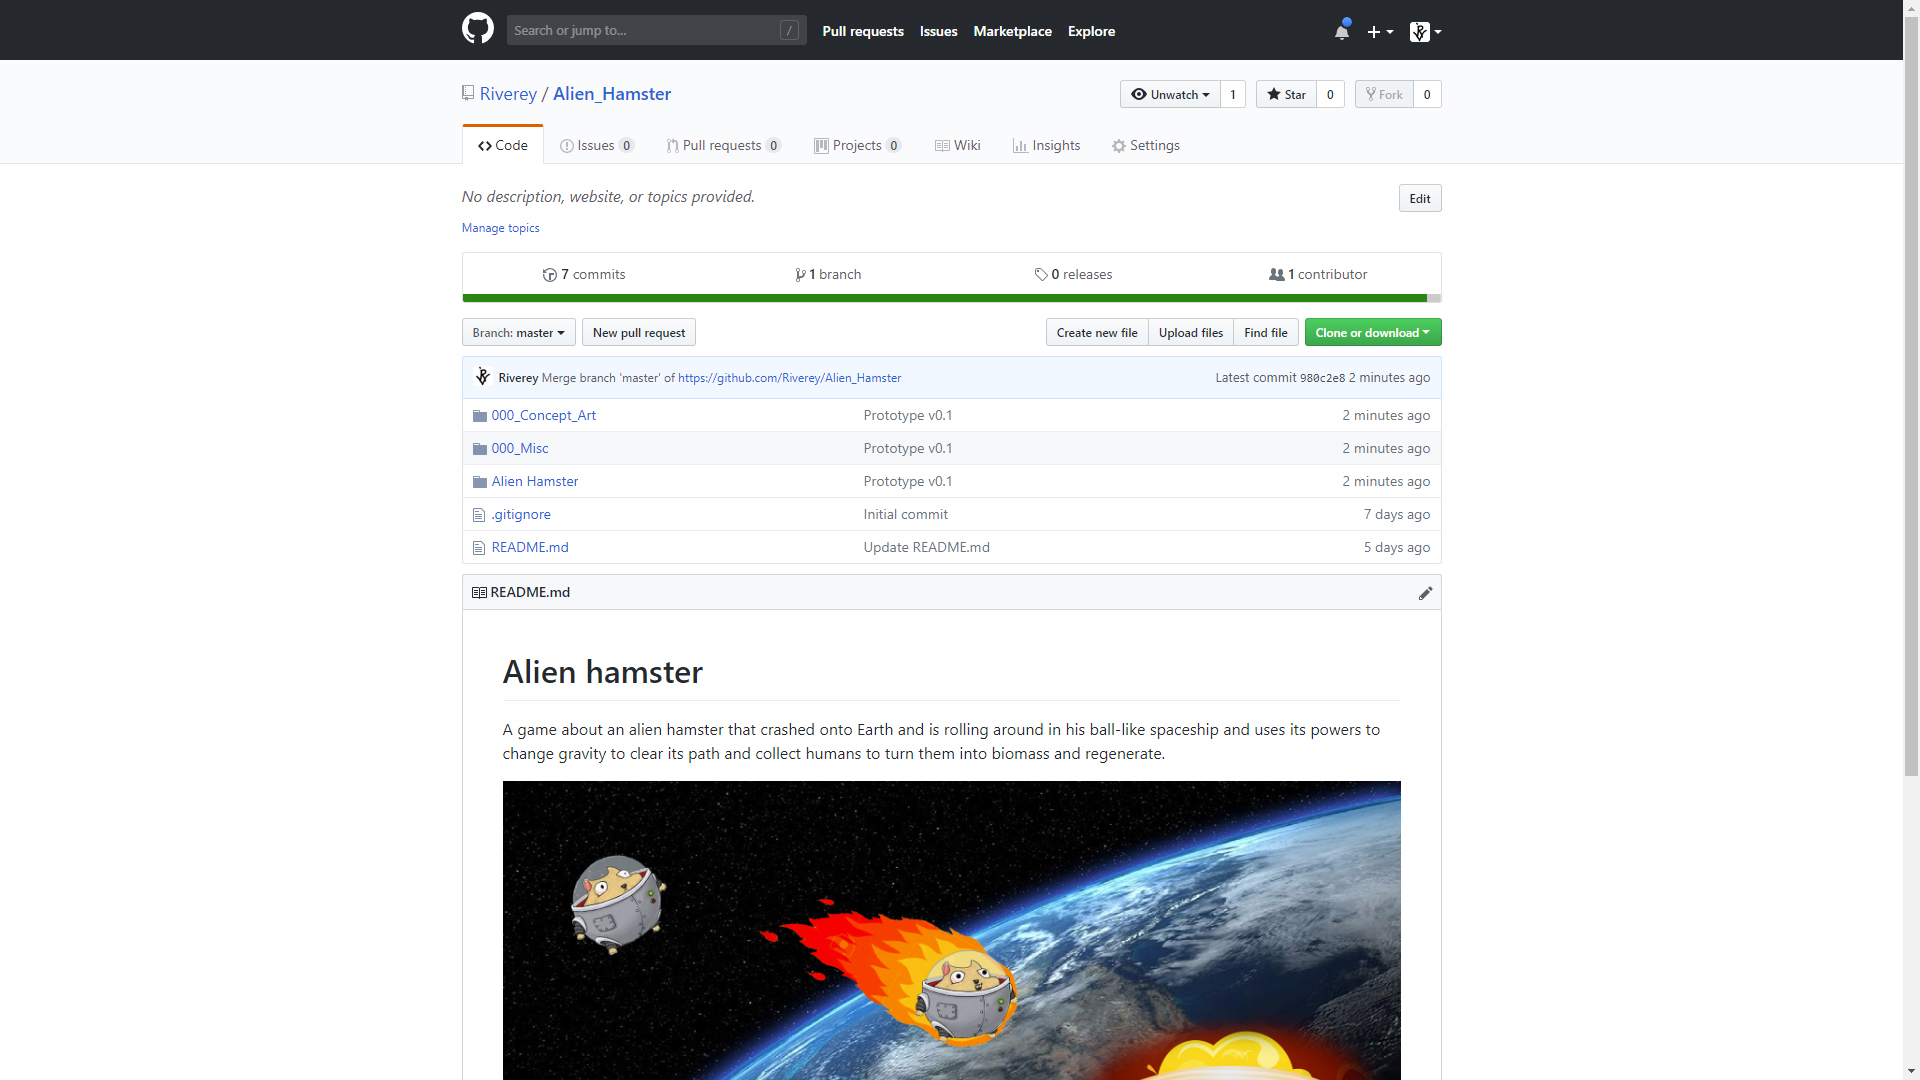 Search or jump to... /
Pull requests Issues Marketplace Explore
Riverey / Alien_Hamster
Unwatch 1 Star 0 Fork 0
Code Issues 0 Pull requests 0 Projects 0 Wiki Insights Settings
No description, website, or topics provided.
Edit
Manage topics
7 commits 1 branch 0 releases 1 contributor
Branch: master New pull request Create new file Upload files Find file Clone or download
Riverey Merge branch 'master' of https://github.com/Riverey/Alien_Hamster Latest commit 980c2e8 2 minutes ago
000_Concept_Art Prototype v0.1 2 minutes ago
000_Misc Prototype v0.1 2 minutes ago
Alien Hamster Prototype v0.1 2 minutes ago
.gitignore Initial commit 7 days ago
README.md Update README.md 5 days ago
README.md
Alien hamster
A game about an alien hamster that crashed onto Earth and is rolling around in his ball-like spaceship and uses its powers to
change gravity to clear its path and collect humans to turn them into biomass and regenerate.